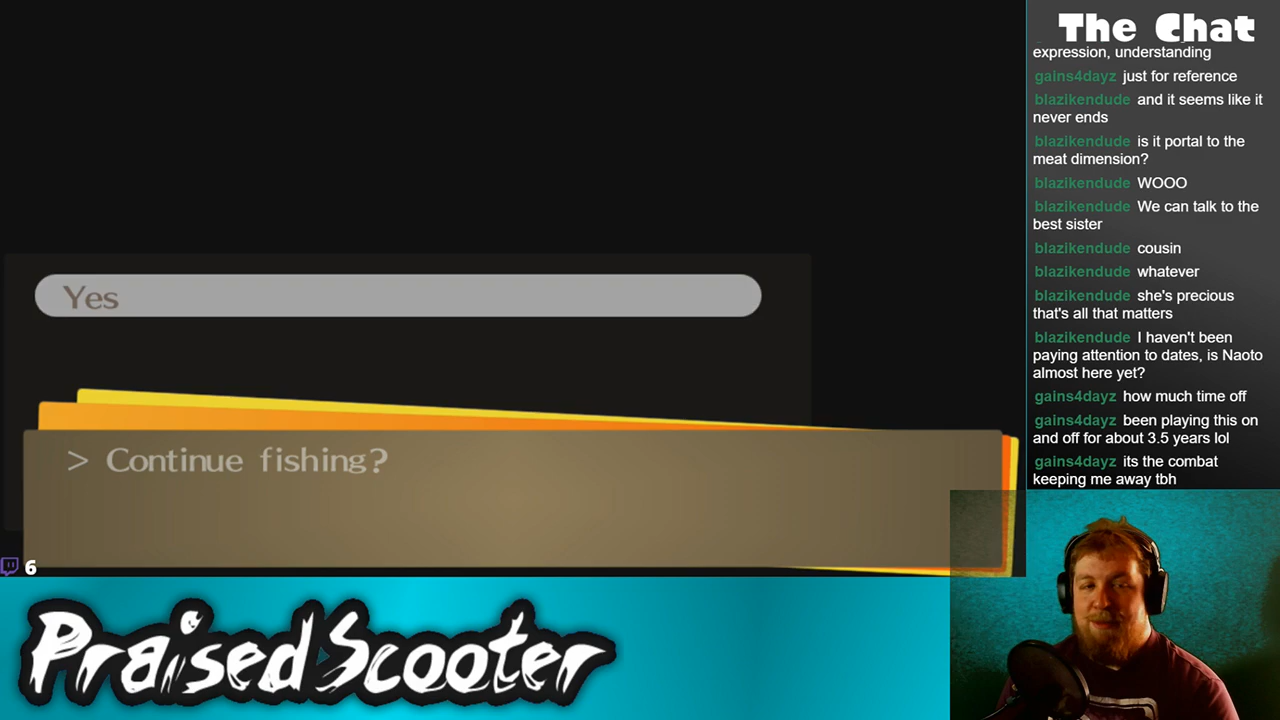 Yes
> Continue fishing?
6
PraisedScooter
The Chat
expression, understanding
gains4dayz just for reference
blazikendude and it seems like it
never ends
blazikendude is it portal to the
meat dimension?
blazikendude WOOO
blazikendude We can talk to the
best sister
blazikendude cousin
blazikendude whatever
blazikendude she's precious
that's all that matters
blazikendude I haven't been
paying attention to dates, is Naoto
almost here yet?
gains4dayz how much time off
gains4dayz been playing this on
and off for about 3.5 years lol
gains4dayz its the combat
keeping me away tbh